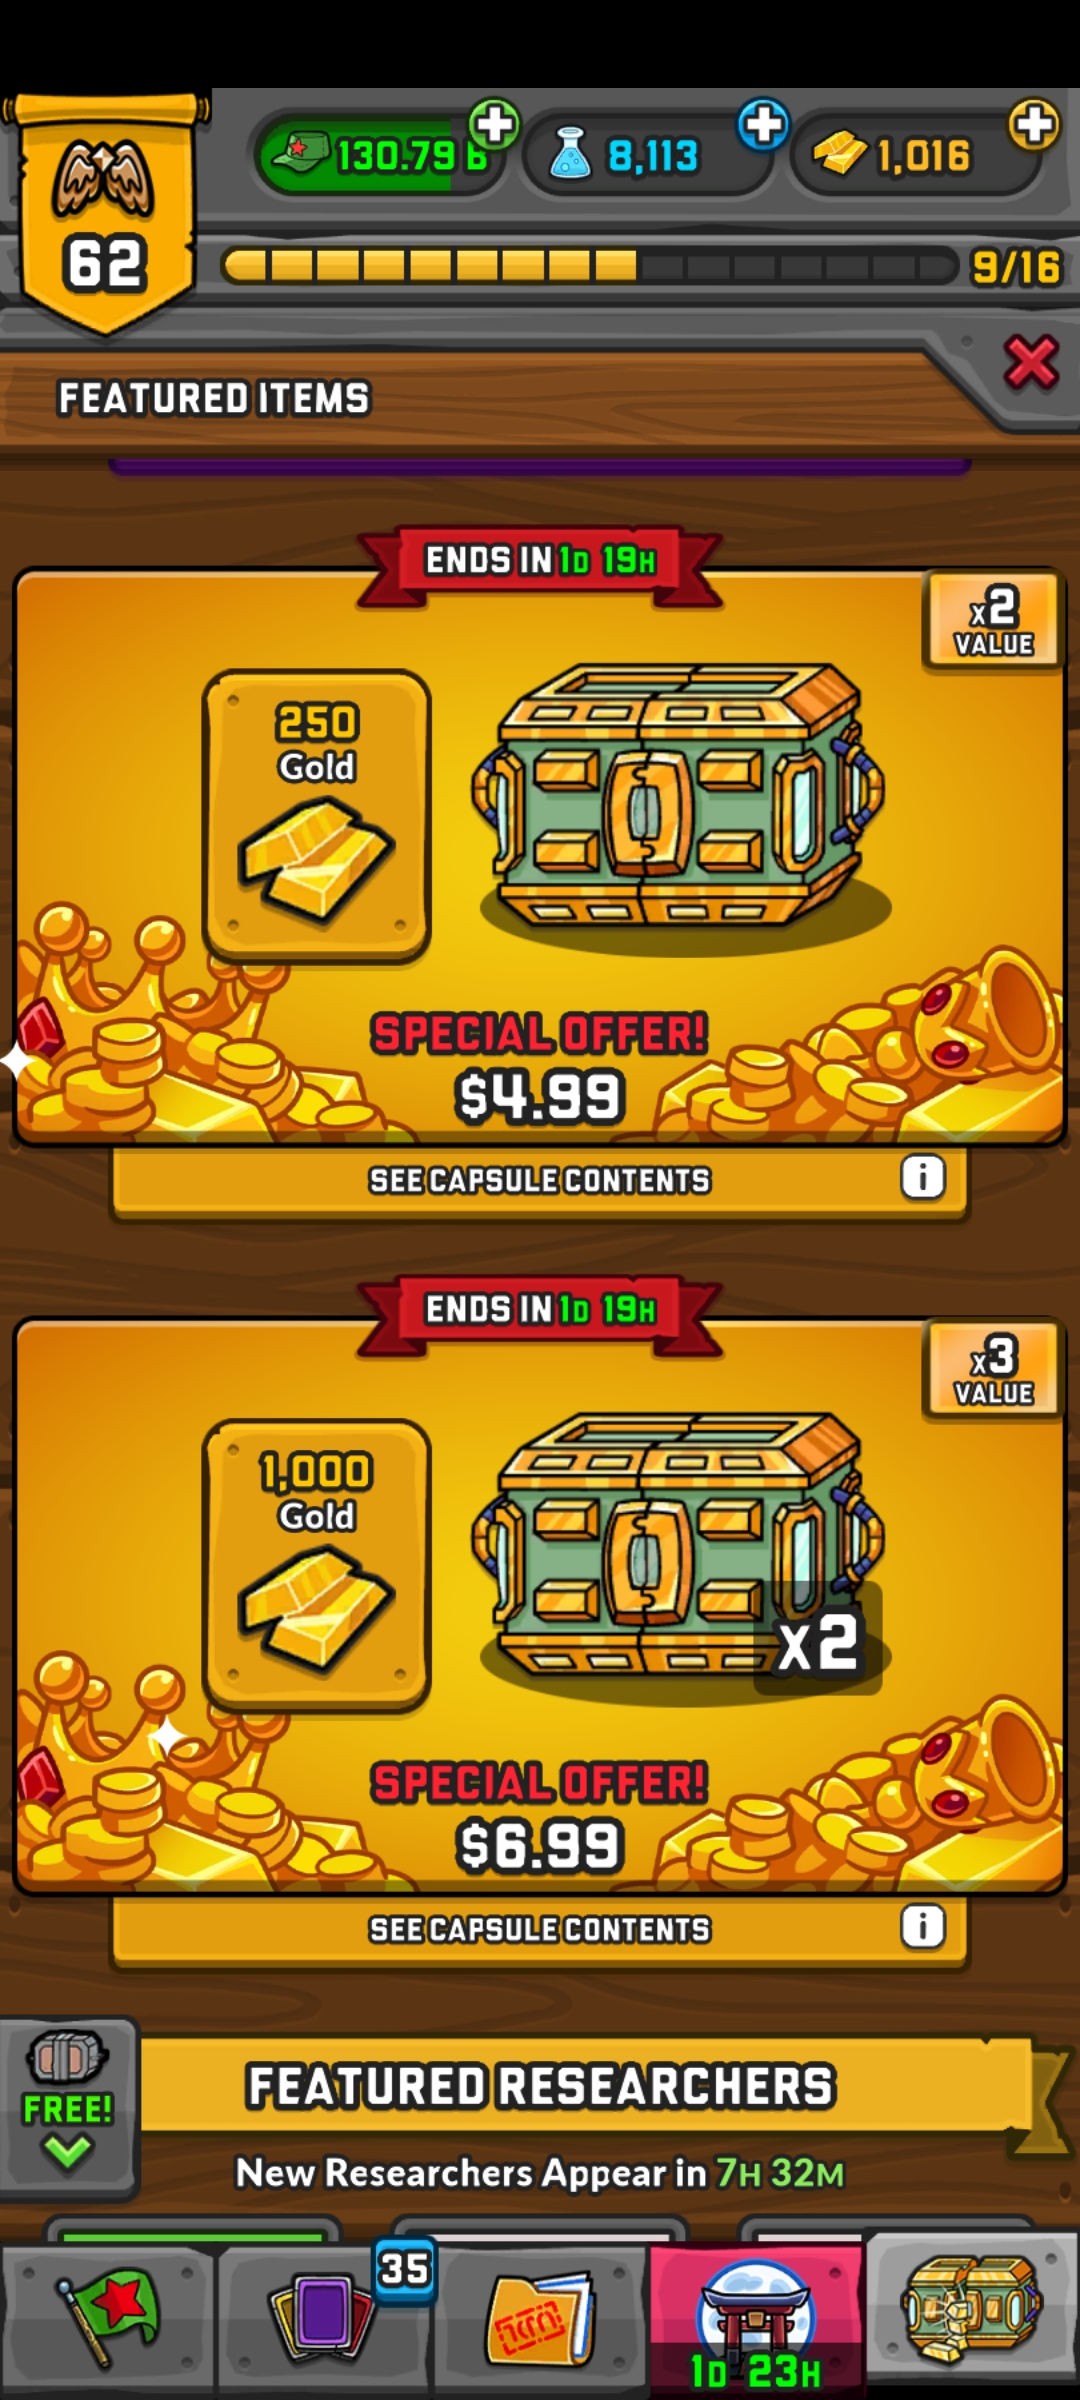 130.79 B
8,113
1,016
62
9/16
FEATURED ITEMS
ENDS IN 1D 19H
x2
VALUE
250
Gold
SPECIAL OFFER!
$4.99
SEE CAPSULE CONTENTS
i
ENDS IN 1D 19H
x3
VALUE
1,000
Gold
x2
SPECIAL OFFER!
$6.99
SEE CAPSULE CONTENTS
i
FREE!
FEATURED RESEARCHERS
New Researchers Appear in 7H 32M
35
1D 23H